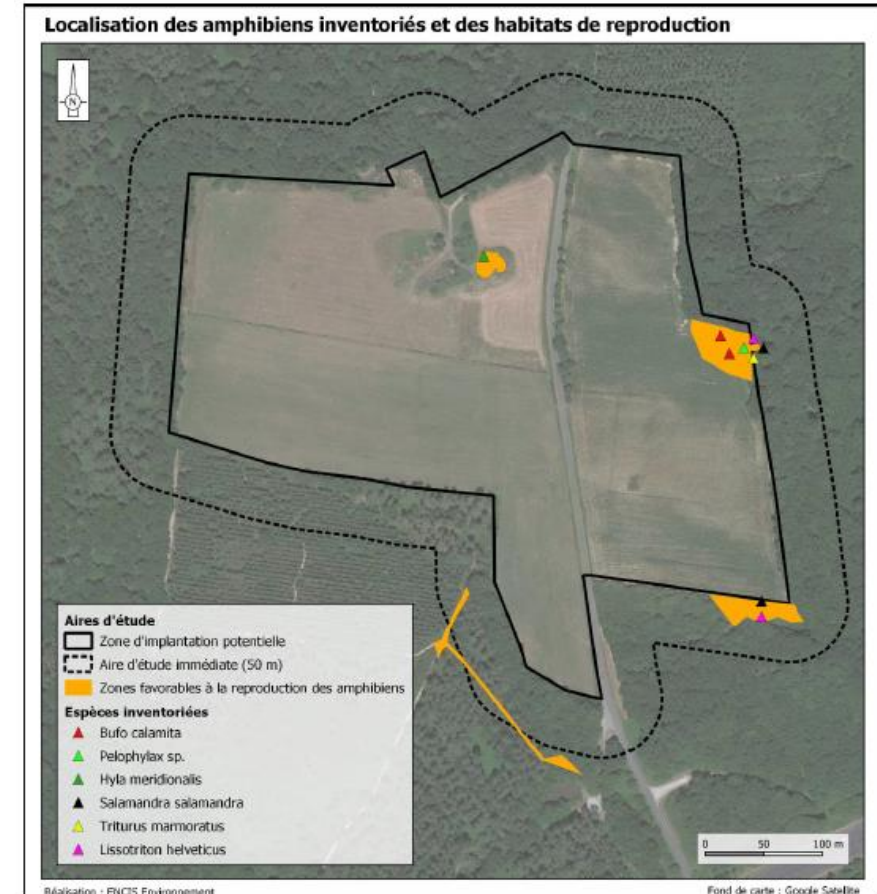 Localisation des amphibiens inventoriés et des habitats de reproduction
N
Aires d'étude
Zone d'implantation potentielle
Aire d'étude immédiate (50 m)
Zones favorables à la reproduction des amphibiens
Espèces inventoriées
Bufo calamita
Pelophylax sp.
Hyla meridionalis
Salamandra salamandra
Triturus marmoratus
Lissotriton helveticus
0 50 100 m
Réalisation : ENCIS Environnement Fond de carte : Google Satellite